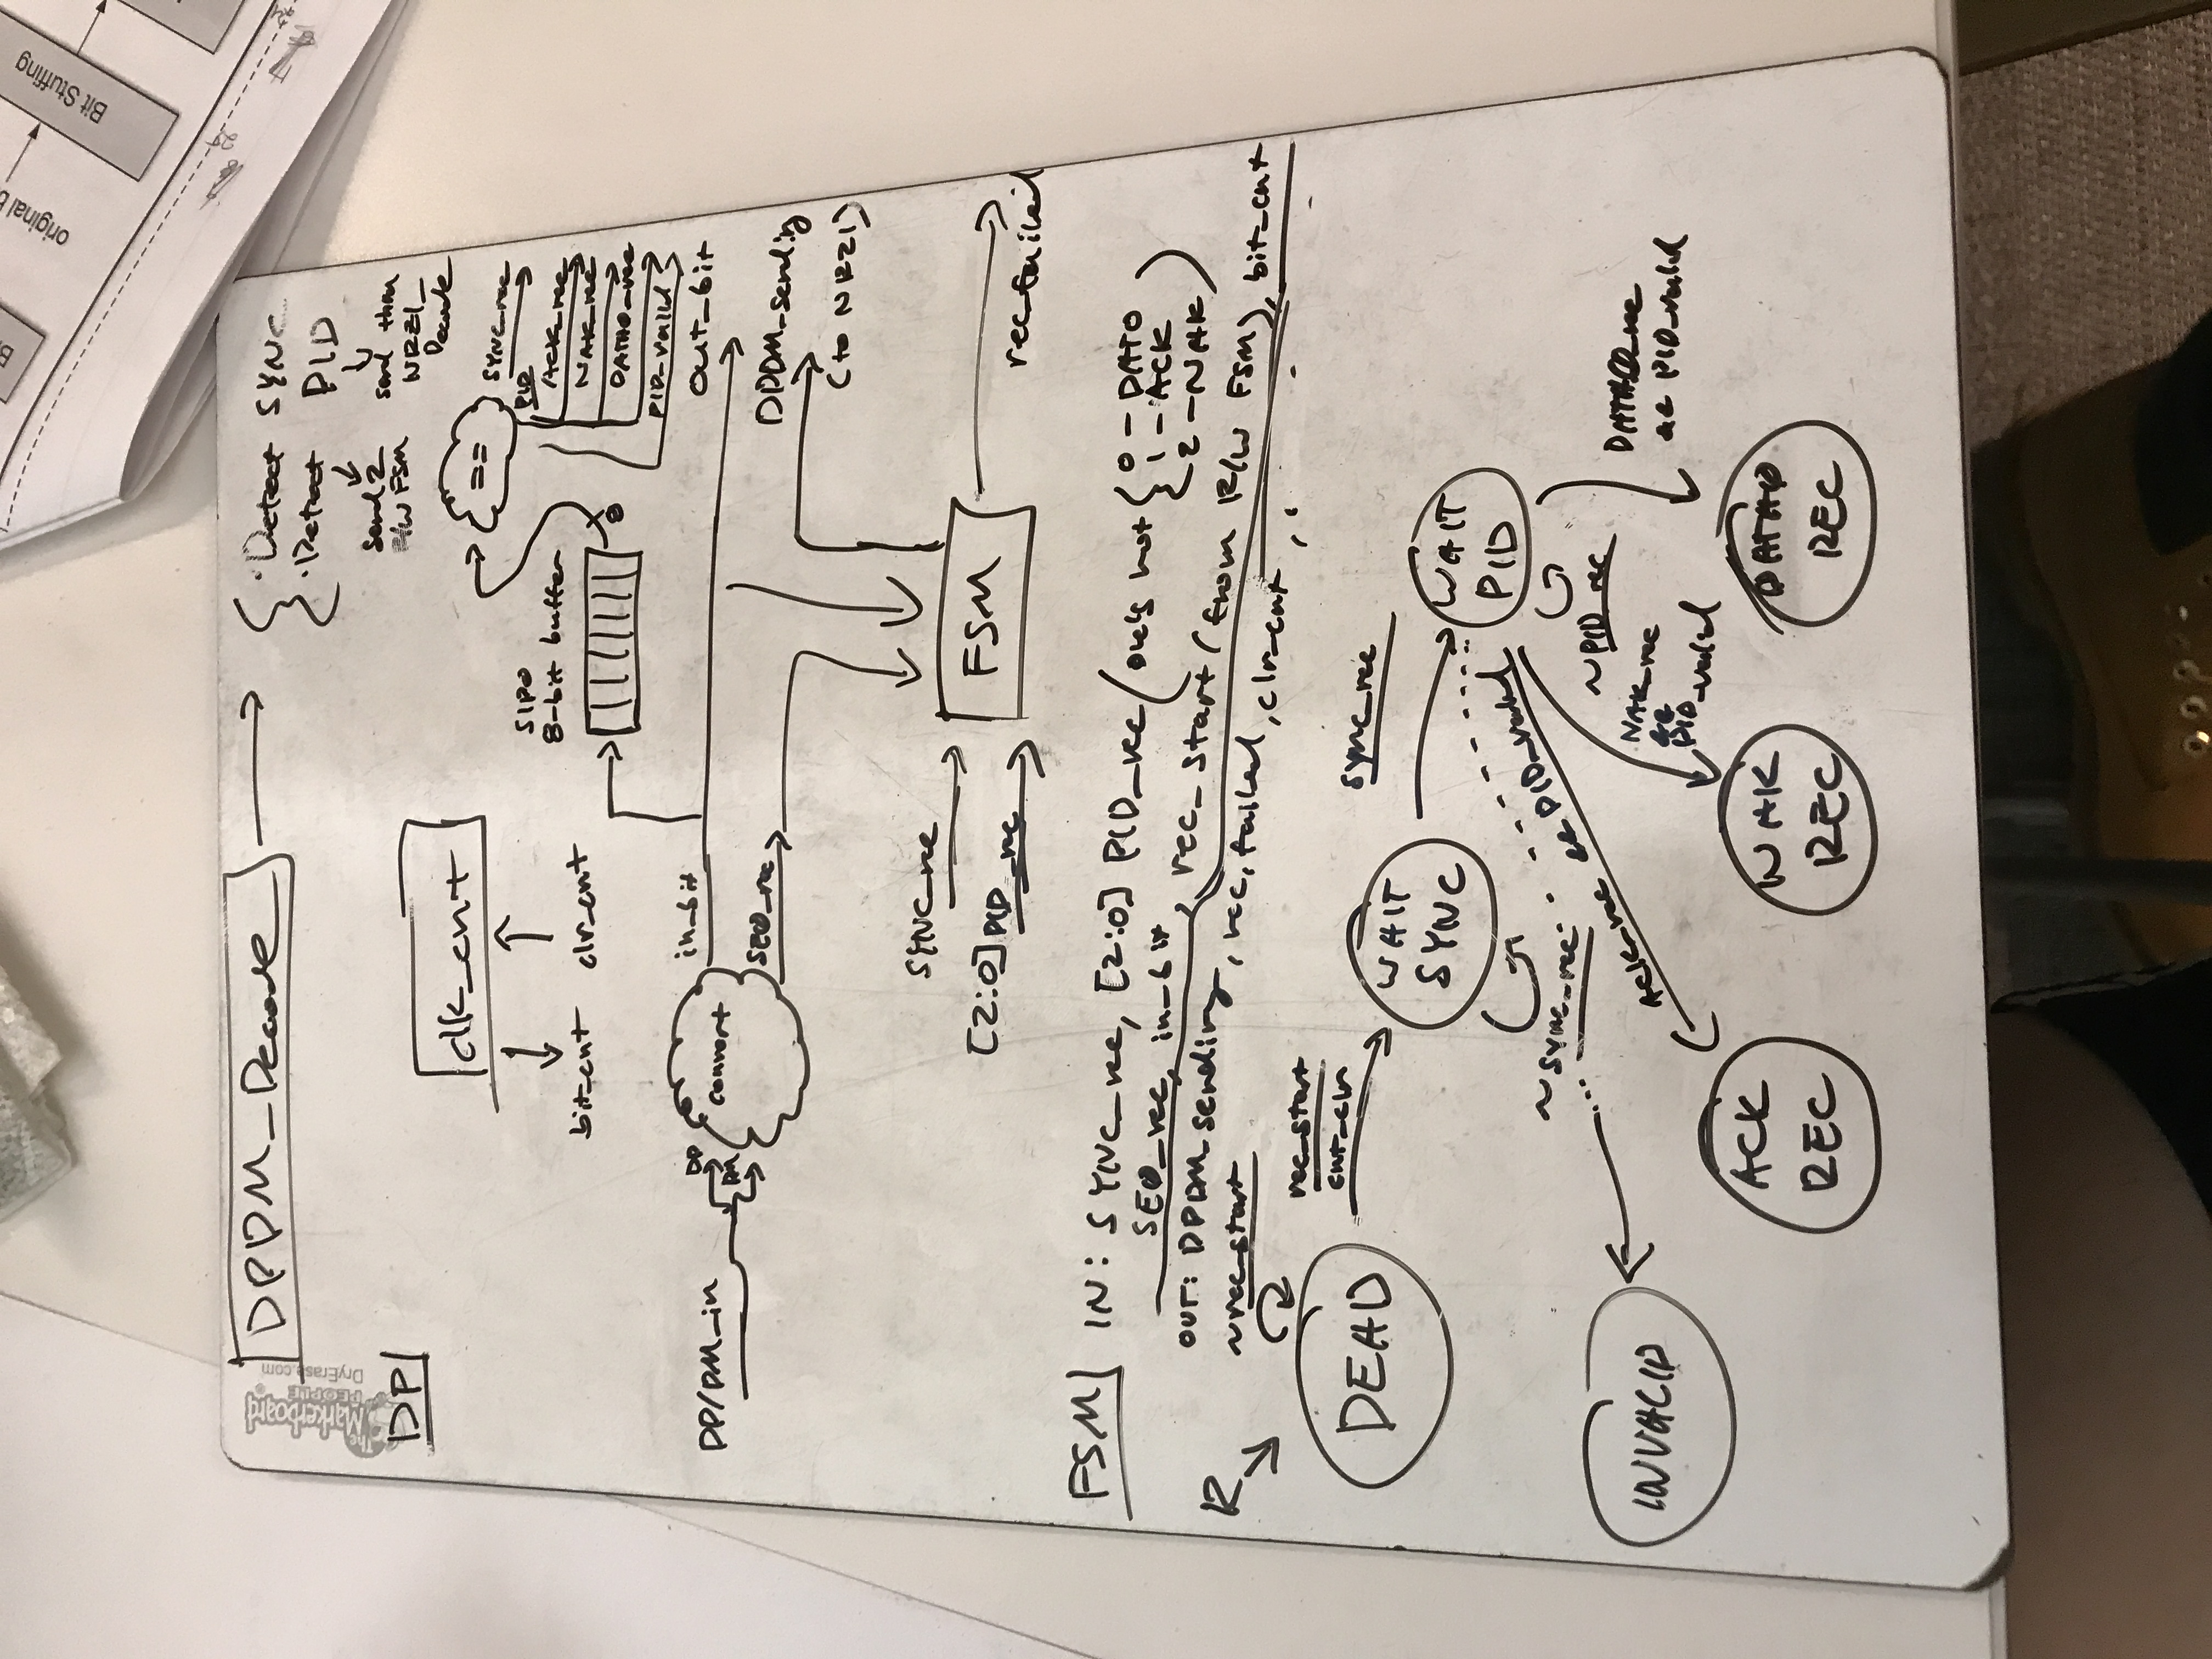 original b
Bit Stuffing
The
Markerboard
PEOPLE
DryErase.com
DPDM_Decode
· Detect SYNC
· Detect PID
send 2
R/W FSM
send thru
NRZI_
Decode
DP
clk_cnt
bit_cnt
clr_cnt
SIPO
8-bit buffer
8
==
SYNC_rec
PID
ACK_rec
NAK_rec
DATA0_rec
PID_valid
DP/DM_in
DP
DM
convert
in_bit
SE0_rec
out_bit
DPDM_sending
(to NRZI)
SYNC_rec
[2:0] PID_rec
FSM
rec_failed
FSM
IN: SYNC_rec, [2:0] PID_rec (one's hot { 0 - DAT0
1 - ACK
2 - NAK )
SE0_rec, in_bit, rec_start (from R/W FSM), bit_cnt
OUT: DPDM_sending, rec_failed, clr_cnt,
R
~rec_start
DEAD
rec_start
cnt_clr
WAIT
SYNC
sync_rec
WAIT
PID
~sync_rec
ACK_rec && PID_valid
~PID_rec
NAK_rec
&&
PID_valid
DATA0_rec
&& PID_valid
INVALID
ACK
REC
NAK
REC
DATA0
REC